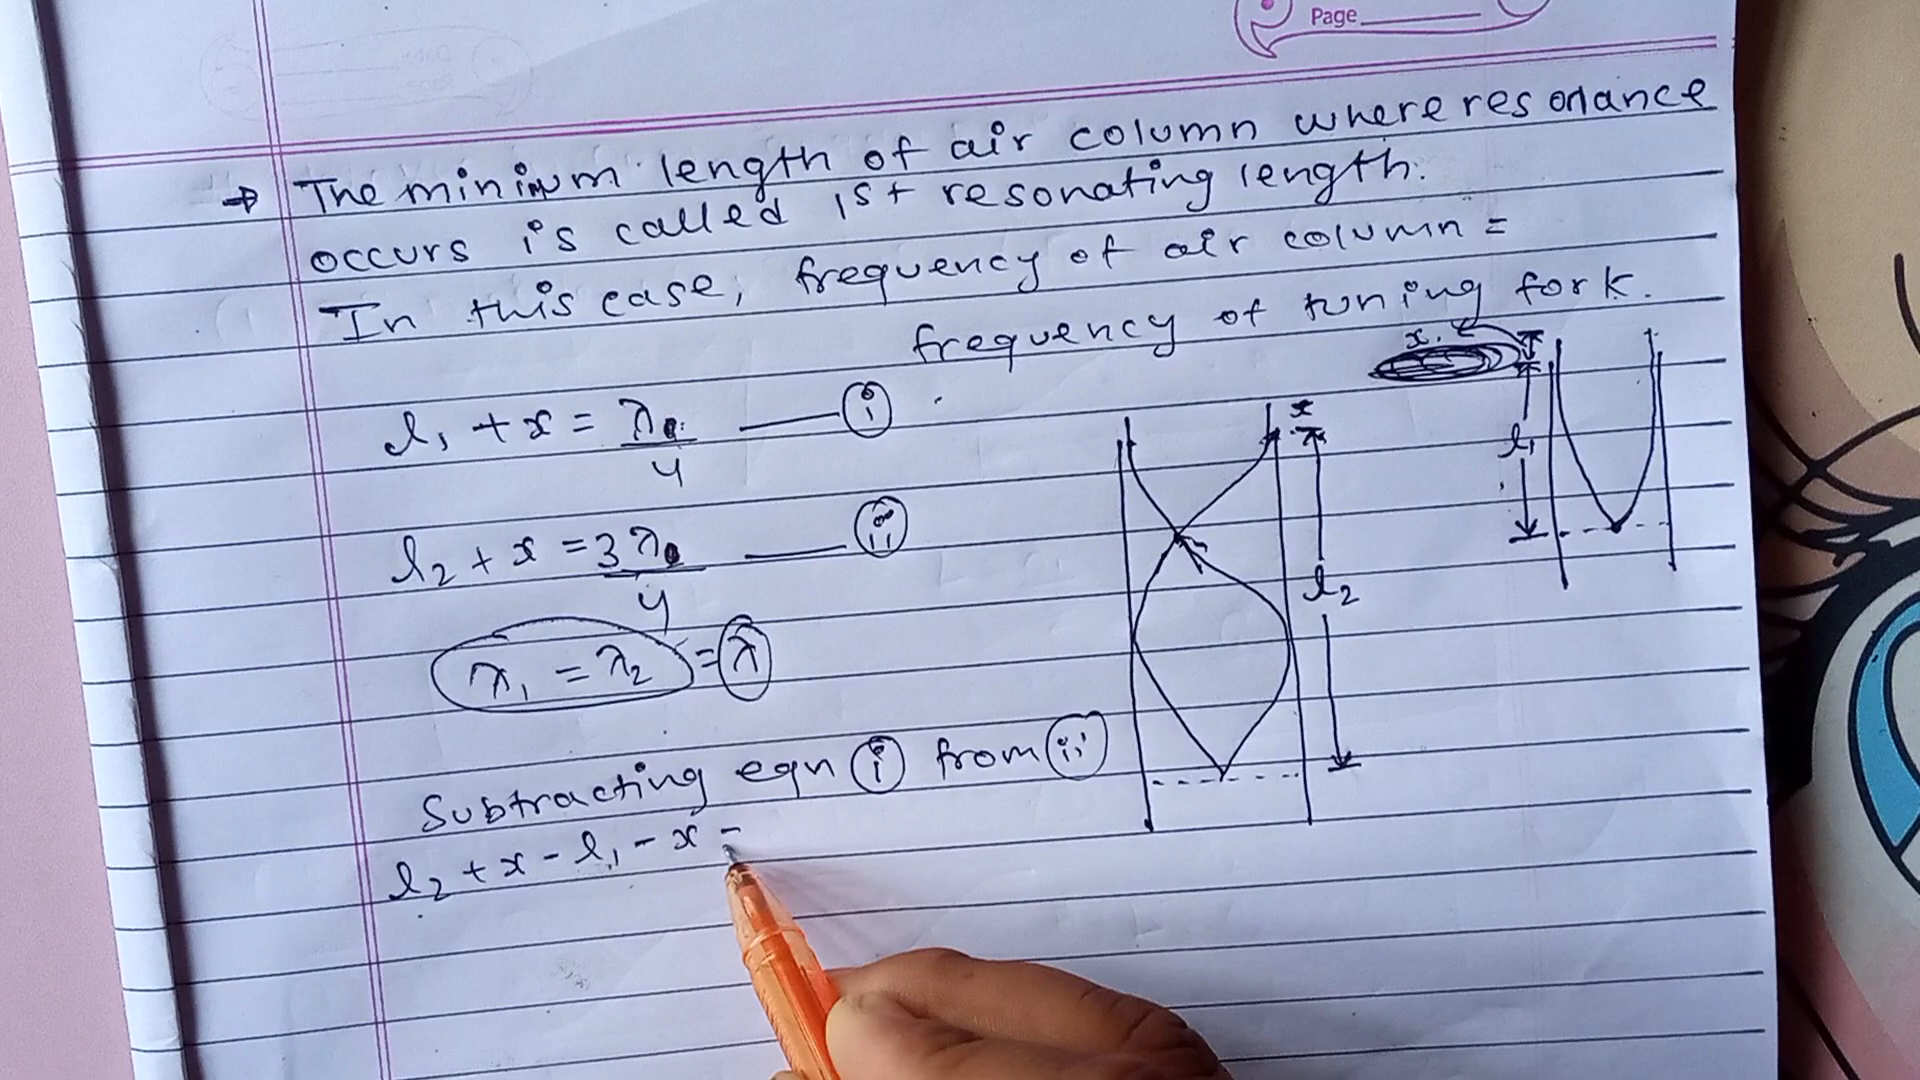 Page
→ The minimum length of air column where resonance
occurs is called 1st resonating length.
In this case, frequency of air column =
frequency of tuning fork.
x
l₁ + x = λ/4 —— (i)
x
l₁
l₂ + x = 3λ/4 —— (ii)
l₂
λ₁ = λ₂ = λ
Subtracting eqn (i) from (ii)
l₂ + x - l₁ - x =